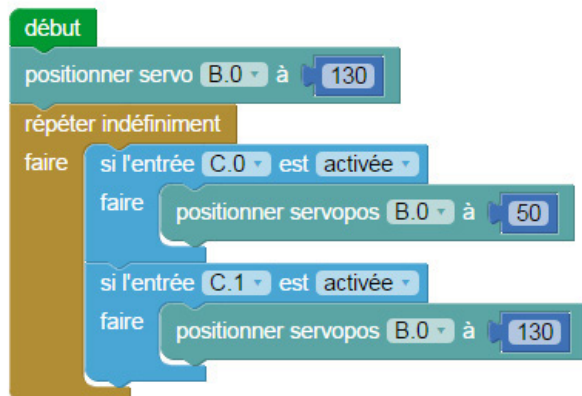 début
positionner servo B.0 à 130
répéter indéfiniment
faire si l'entrée C.0 est activée
faire positionner servopos B.0 à 50
si l'entrée C.1 est activée
faire positionner servopos B.0 à 130